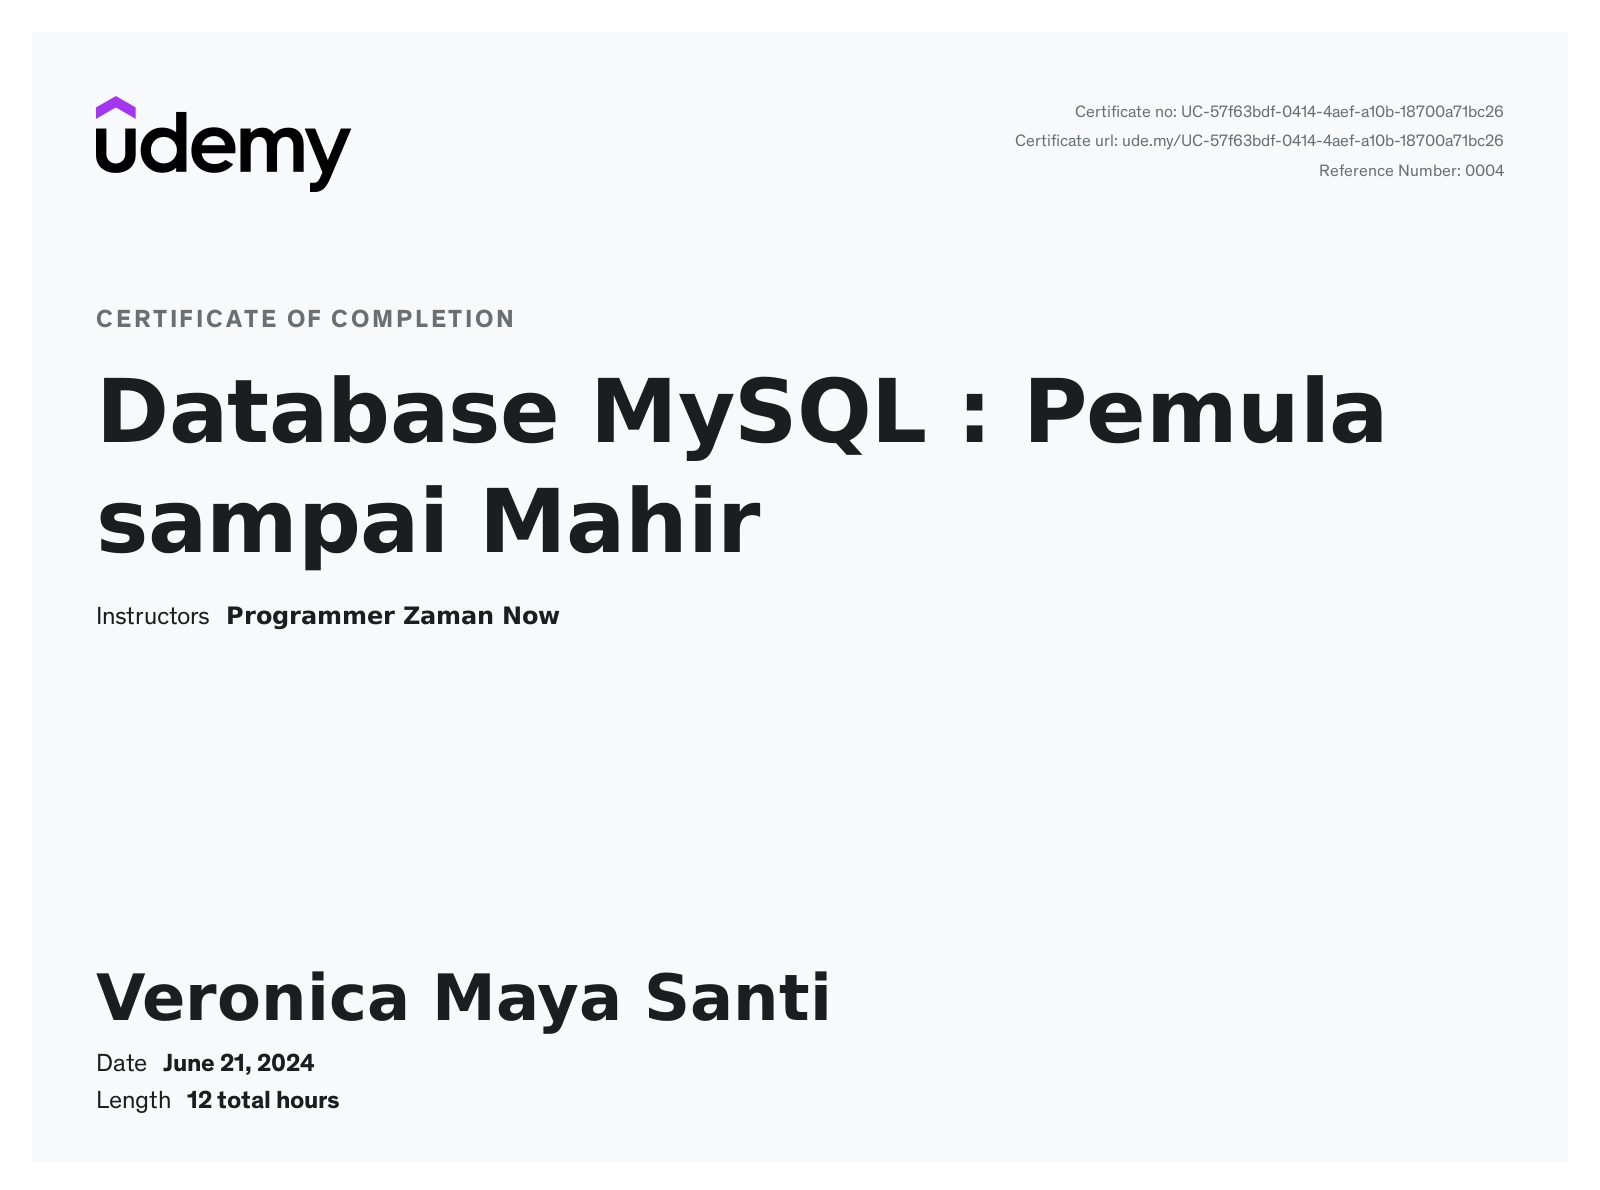 udemy
Certificate no: UC-57f63bdf-0414-4aef-a10b-18700a71bc26
Certificate url: ude.my/UC-57f63bdf-0414-4aef-a10b-18700a71bc26
Reference Number: 0004
CERTIFICATE OF COMPLETION
Database MySQL : Pemula
sampai Mahir
Instructors Programmer Zaman Now
Veronica Maya Santi
Date June 21, 2024
Length 12 total hours